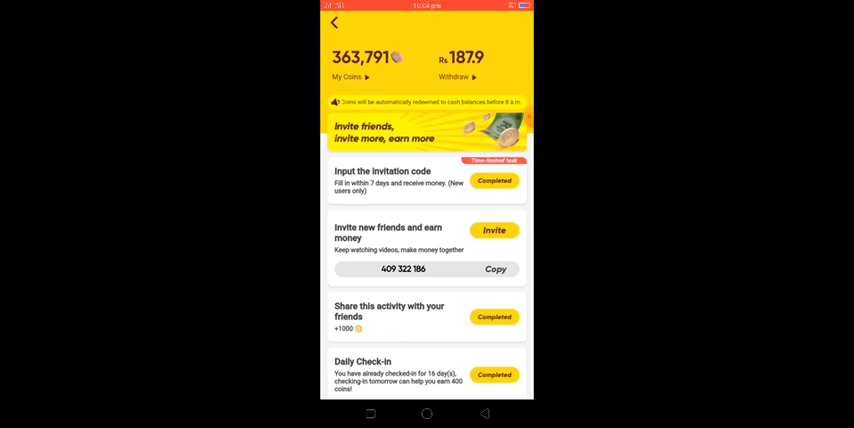 10:04 pm
363,791
Rs 187.9
My Coins
Withdraw
Coins will be automatically redeemed to cash balances before 8 a.m.
Invite friends,
invite more, earn more
Time-limited task
Input the invitation code
Fill in within 7 days and receive money. (New
users only)
Completed
Invite new friends and earn
money
Invite
Keep watching videos, make money together
409 322 186
Copy
Share this activity with your
friends
+1000
Completed
Daily Check-in
You have already checked-in for 16 day(s),
checking-in tomorrow can help you earn 400
coins!
Completed